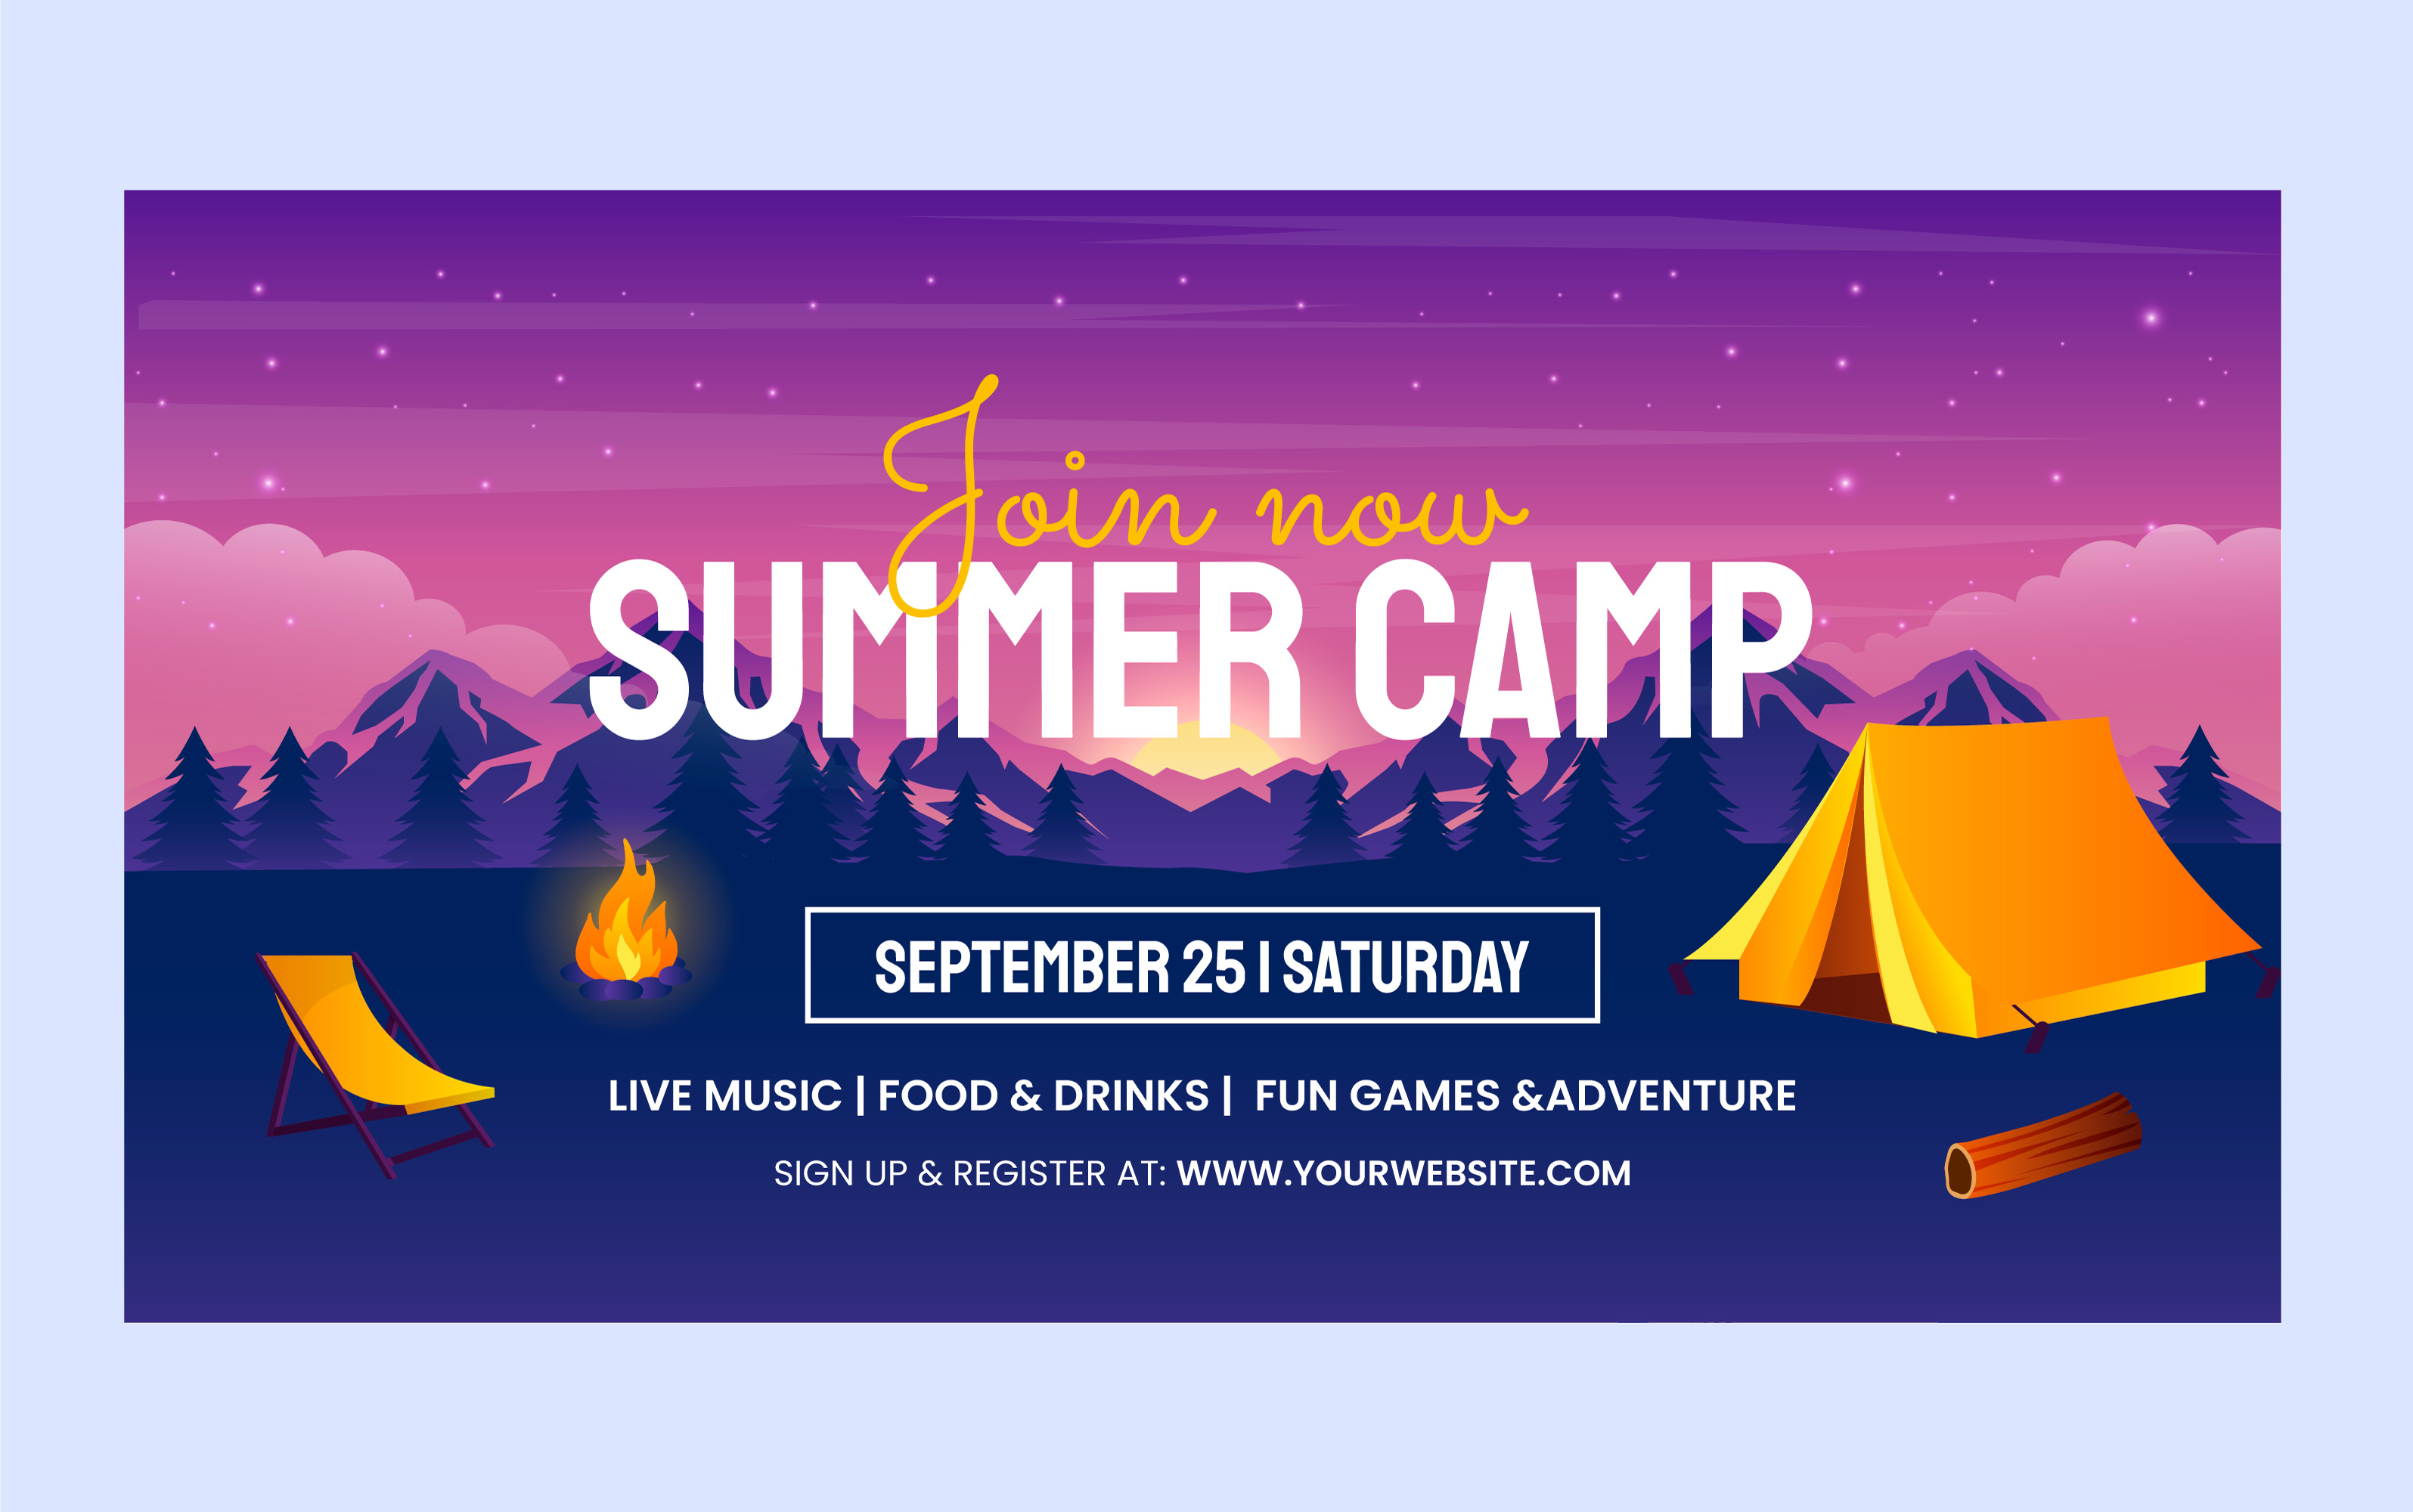 Join now
SUMMER CAMP
SEPTEMBER 25 | SATURDAY
LIVE MUSIC | FOOD & DRINKS | FUN GAMES &ADVENTURE
SIGN UP & REGISTER AT: WWW.YOURWEBSITE.COM